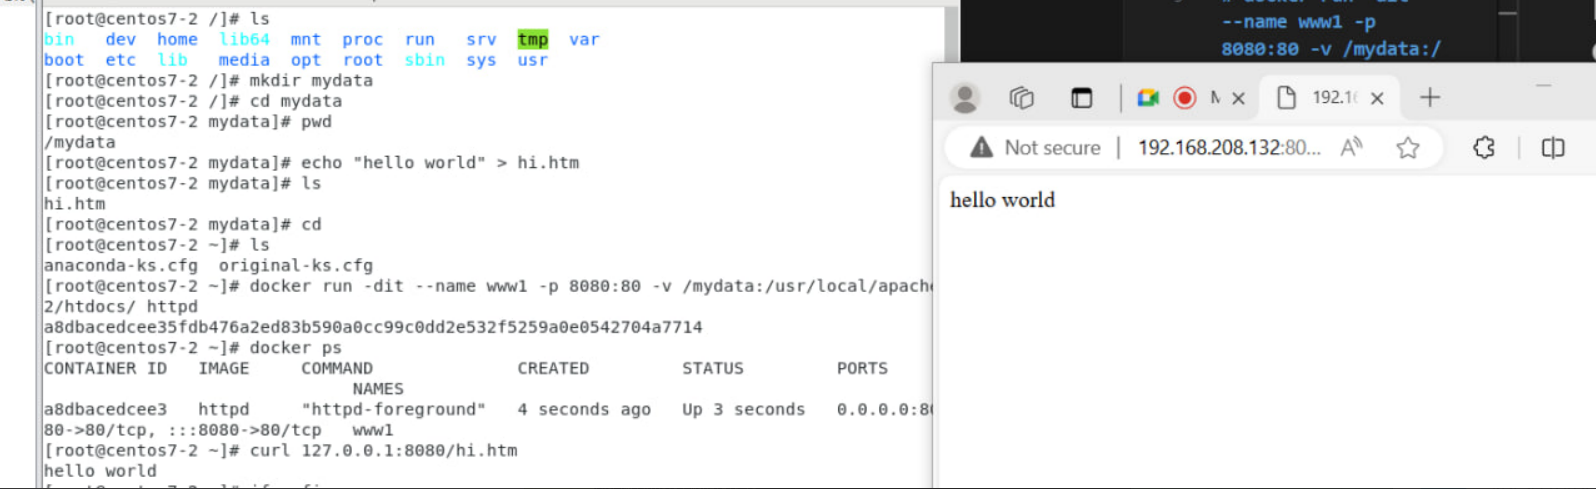 [root@centos7-2 /]# ls
bin   dev  home  lib64  mnt  proc  run   srv  tmp  var
boot  etc  lib   media  opt  root  sbin  sys  usr
[root@centos7-2 /]# mkdir mydata
[root@centos7-2 /]# cd mydata
[root@centos7-2 mydata]# pwd
/mydata
[root@centos7-2 mydata]# echo "hello world" > hi.htm
[root@centos7-2 mydata]# ls
hi.htm
[root@centos7-2 mydata]# cd
[root@centos7-2 ~]# ls
anaconda-ks.cfg  original-ks.cfg
[root@centos7-2 ~]# docker run -dit --name www1 -p 8080:80 -v /mydata:/usr/local/apache
2/htdocs/ httpd
a8dbacedcee35fdb476a2ed83b590a0cc99c0dd2e532f5259a0e0542704a7714
[root@centos7-2 ~]# docker ps
CONTAINER ID   IMAGE     COMMAND              CREATED         STATUS         PORTS
NAMES
a8dbacedcee3   httpd     "httpd-foreground"   4 seconds ago   Up 3 seconds   0.0.0.0:80
80->80/tcp, :::8080->80/tcp   www1
[root@centos7-2 ~]# curl 127.0.0.1:8080/hi.htm
hello world
--name www1 -p
8080:80 -v /mydata:/
192.1
Not secure
192.168.208.132:80...
hello world